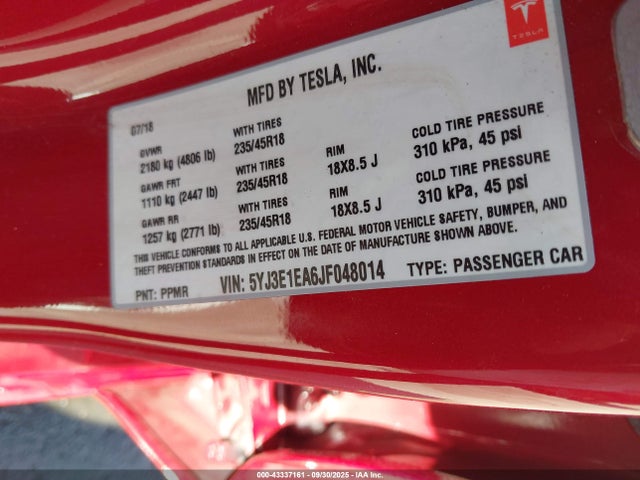 TESLA
MFD BY TESLA, INC.
07/18
GVWR
2180 kg (4806 lb)
WITH TIRES
235/45R18
RIM
18X8.5 J
COLD TIRE PRESSURE
310 kPa, 45 psi
GAWR FRT
1110 kg (2447 lb)
WITH TIRES
235/45R18
RIM
18X8.5 J
COLD TIRE PRESSURE
310 kPa, 45 psi
GAWR RR
1257 kg (2771 lb)
WITH TIRES
235/45R18
THIS VEHICLE CONFORMS TO ALL APPLICABLE U.S. FEDERAL MOTOR VEHICLE SAFETY, BUMPER, AND
THEFT PREVENTION STANDARDS IN EFFECT ON THE DATE OF MANUFACTURE SHOWN ABOVE.
PNT: PPMR VIN: 5YJ3E1EA6JF048014 TYPE: PASSENGER CAR
000-43337161 - 09/30/2025 - IAAI.COM